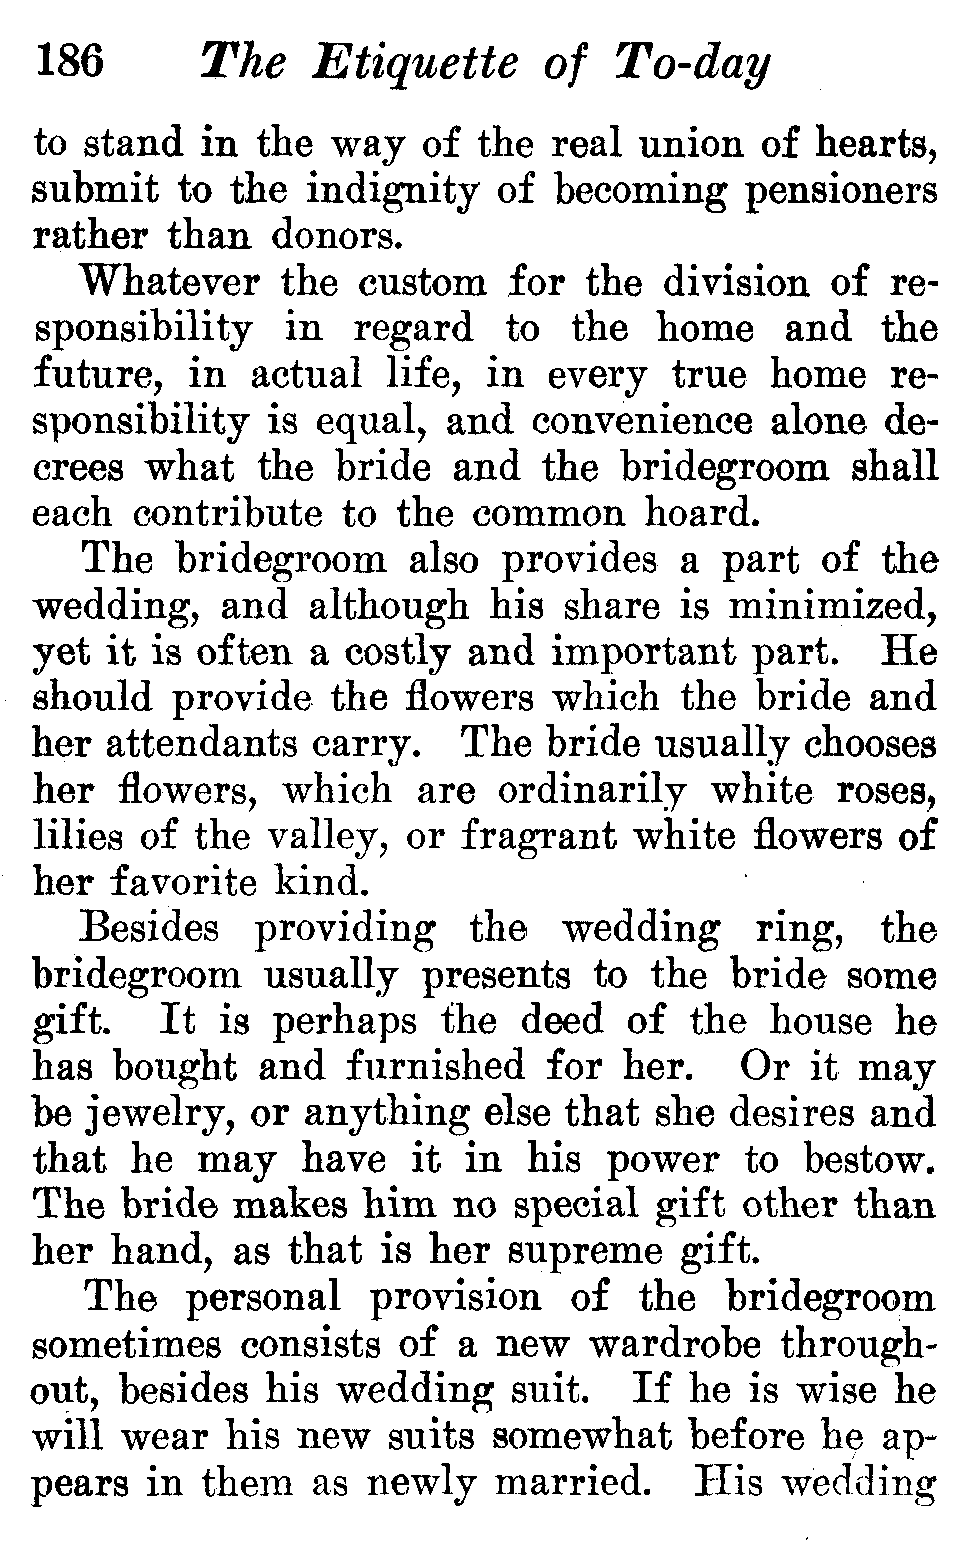 186 The Etiquette of To-day
to stand in the way of the real union of hearts,
submit to the indignity of becoming pensioners
rather than donors.
Whatever the custom for the division of re-
sponsibility in regard to the home and the
future, in actual life, in every true home re-
sponsibility is equal, and convenience alone de-
crees what the bride and the bridegroom shall
each contribute to the common hoard.
The bridegroom also provides a part of the
wedding, and although his share is minimized,
yet it is often a costly and important part. He
should provide the flowers which the bride and
her attendants carry. The bride usually chooses
her flowers, which are ordinarily white roses,
lilies of the valley, or fragrant white flowers of
her favorite kind.
Besides providing the wedding ring, the
bridegroom usually presents to the bride some
gift. It is perhaps the deed of the house he
has bought and furnished for her. Or it may
be jewelry, or anything else that she desires and
that he may have it in his power to bestow.
The bride makes him no special gift other than
her hand, as that is her supreme gift.
The personal provision of the bridegroom
sometimes consists of a new wardrobe through-
out, besides his wedding suit. If he is wise he
will wear his new suits somewhat before he ap-
pears in them as newly married. His wedding